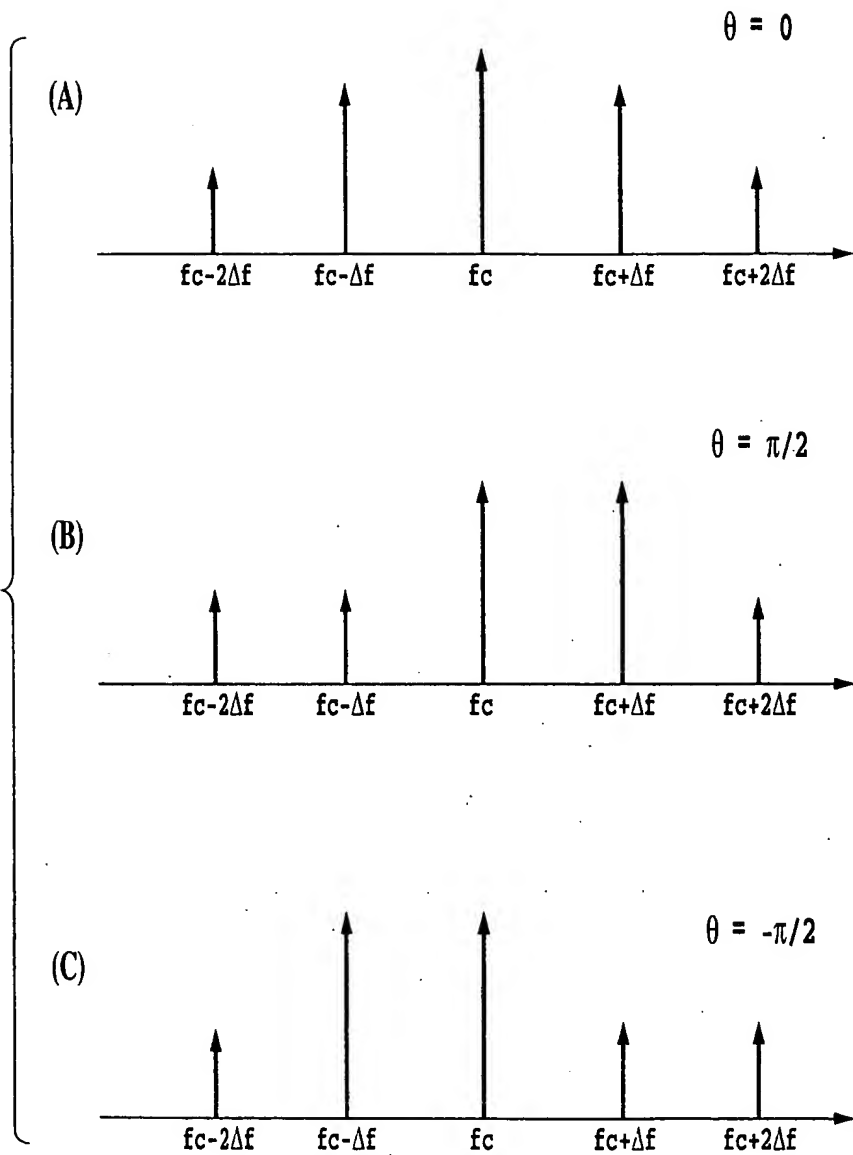 θ = 0
(A)
fc-2Δf fc-Δf fc fc+Δf fc+2Δf
θ = π/2
(B)
fc-2Δf fc-Δf fc fc+Δf fc+2Δf
θ = -π/2
(C)
fc-2Δf fc-Δf fc fc+Δf fc+2Δf